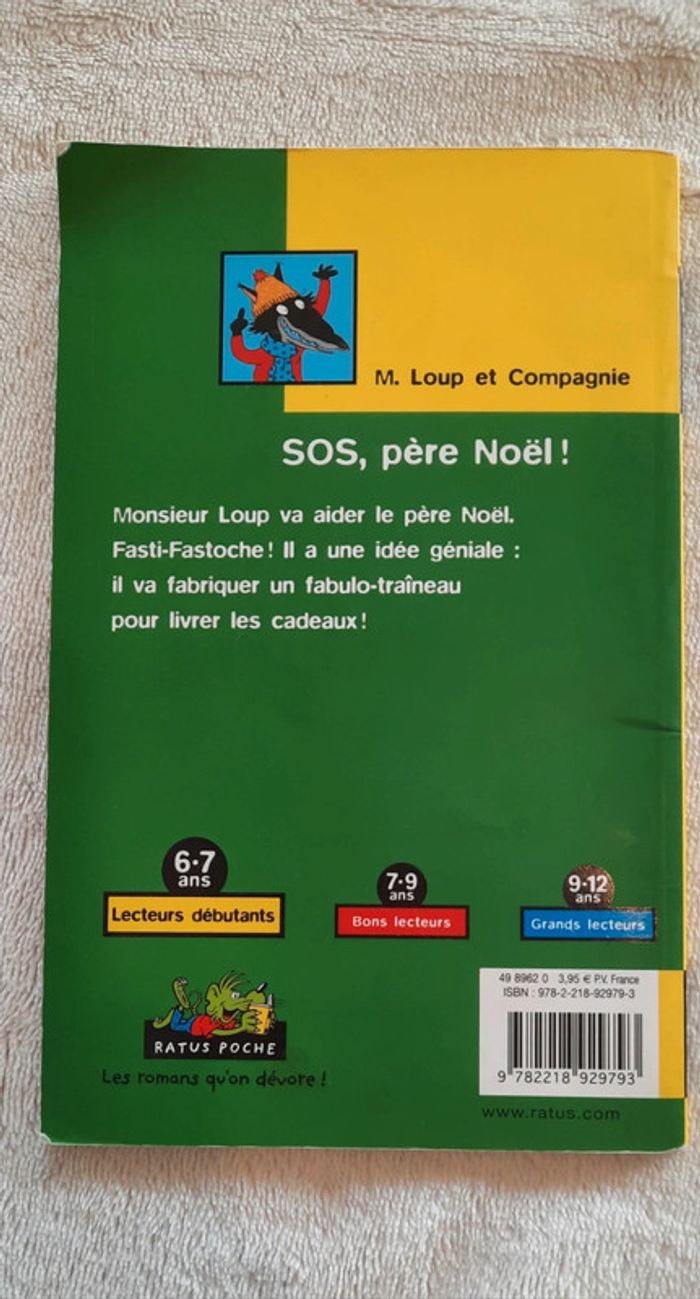 M. Loup et Compagnie
SOS, père Noël !
Monsieur Loup va aider le père Noël.
Fasti-Fastoche ! Il a une idée géniale :
il va fabriquer un fabulo-traîneau
pour livrer les cadeaux !
6-7
ans
Lecteurs débutants
7-9
ans
Bons lecteurs
9-12
ans
Grands lecteurs
RATUS POCHE
Les romans qu'on dévore !
49 8962 0 3,95 € P.V. France
ISBN : 978-2-218-92979-3
9 782218 929793
www.ratus.com